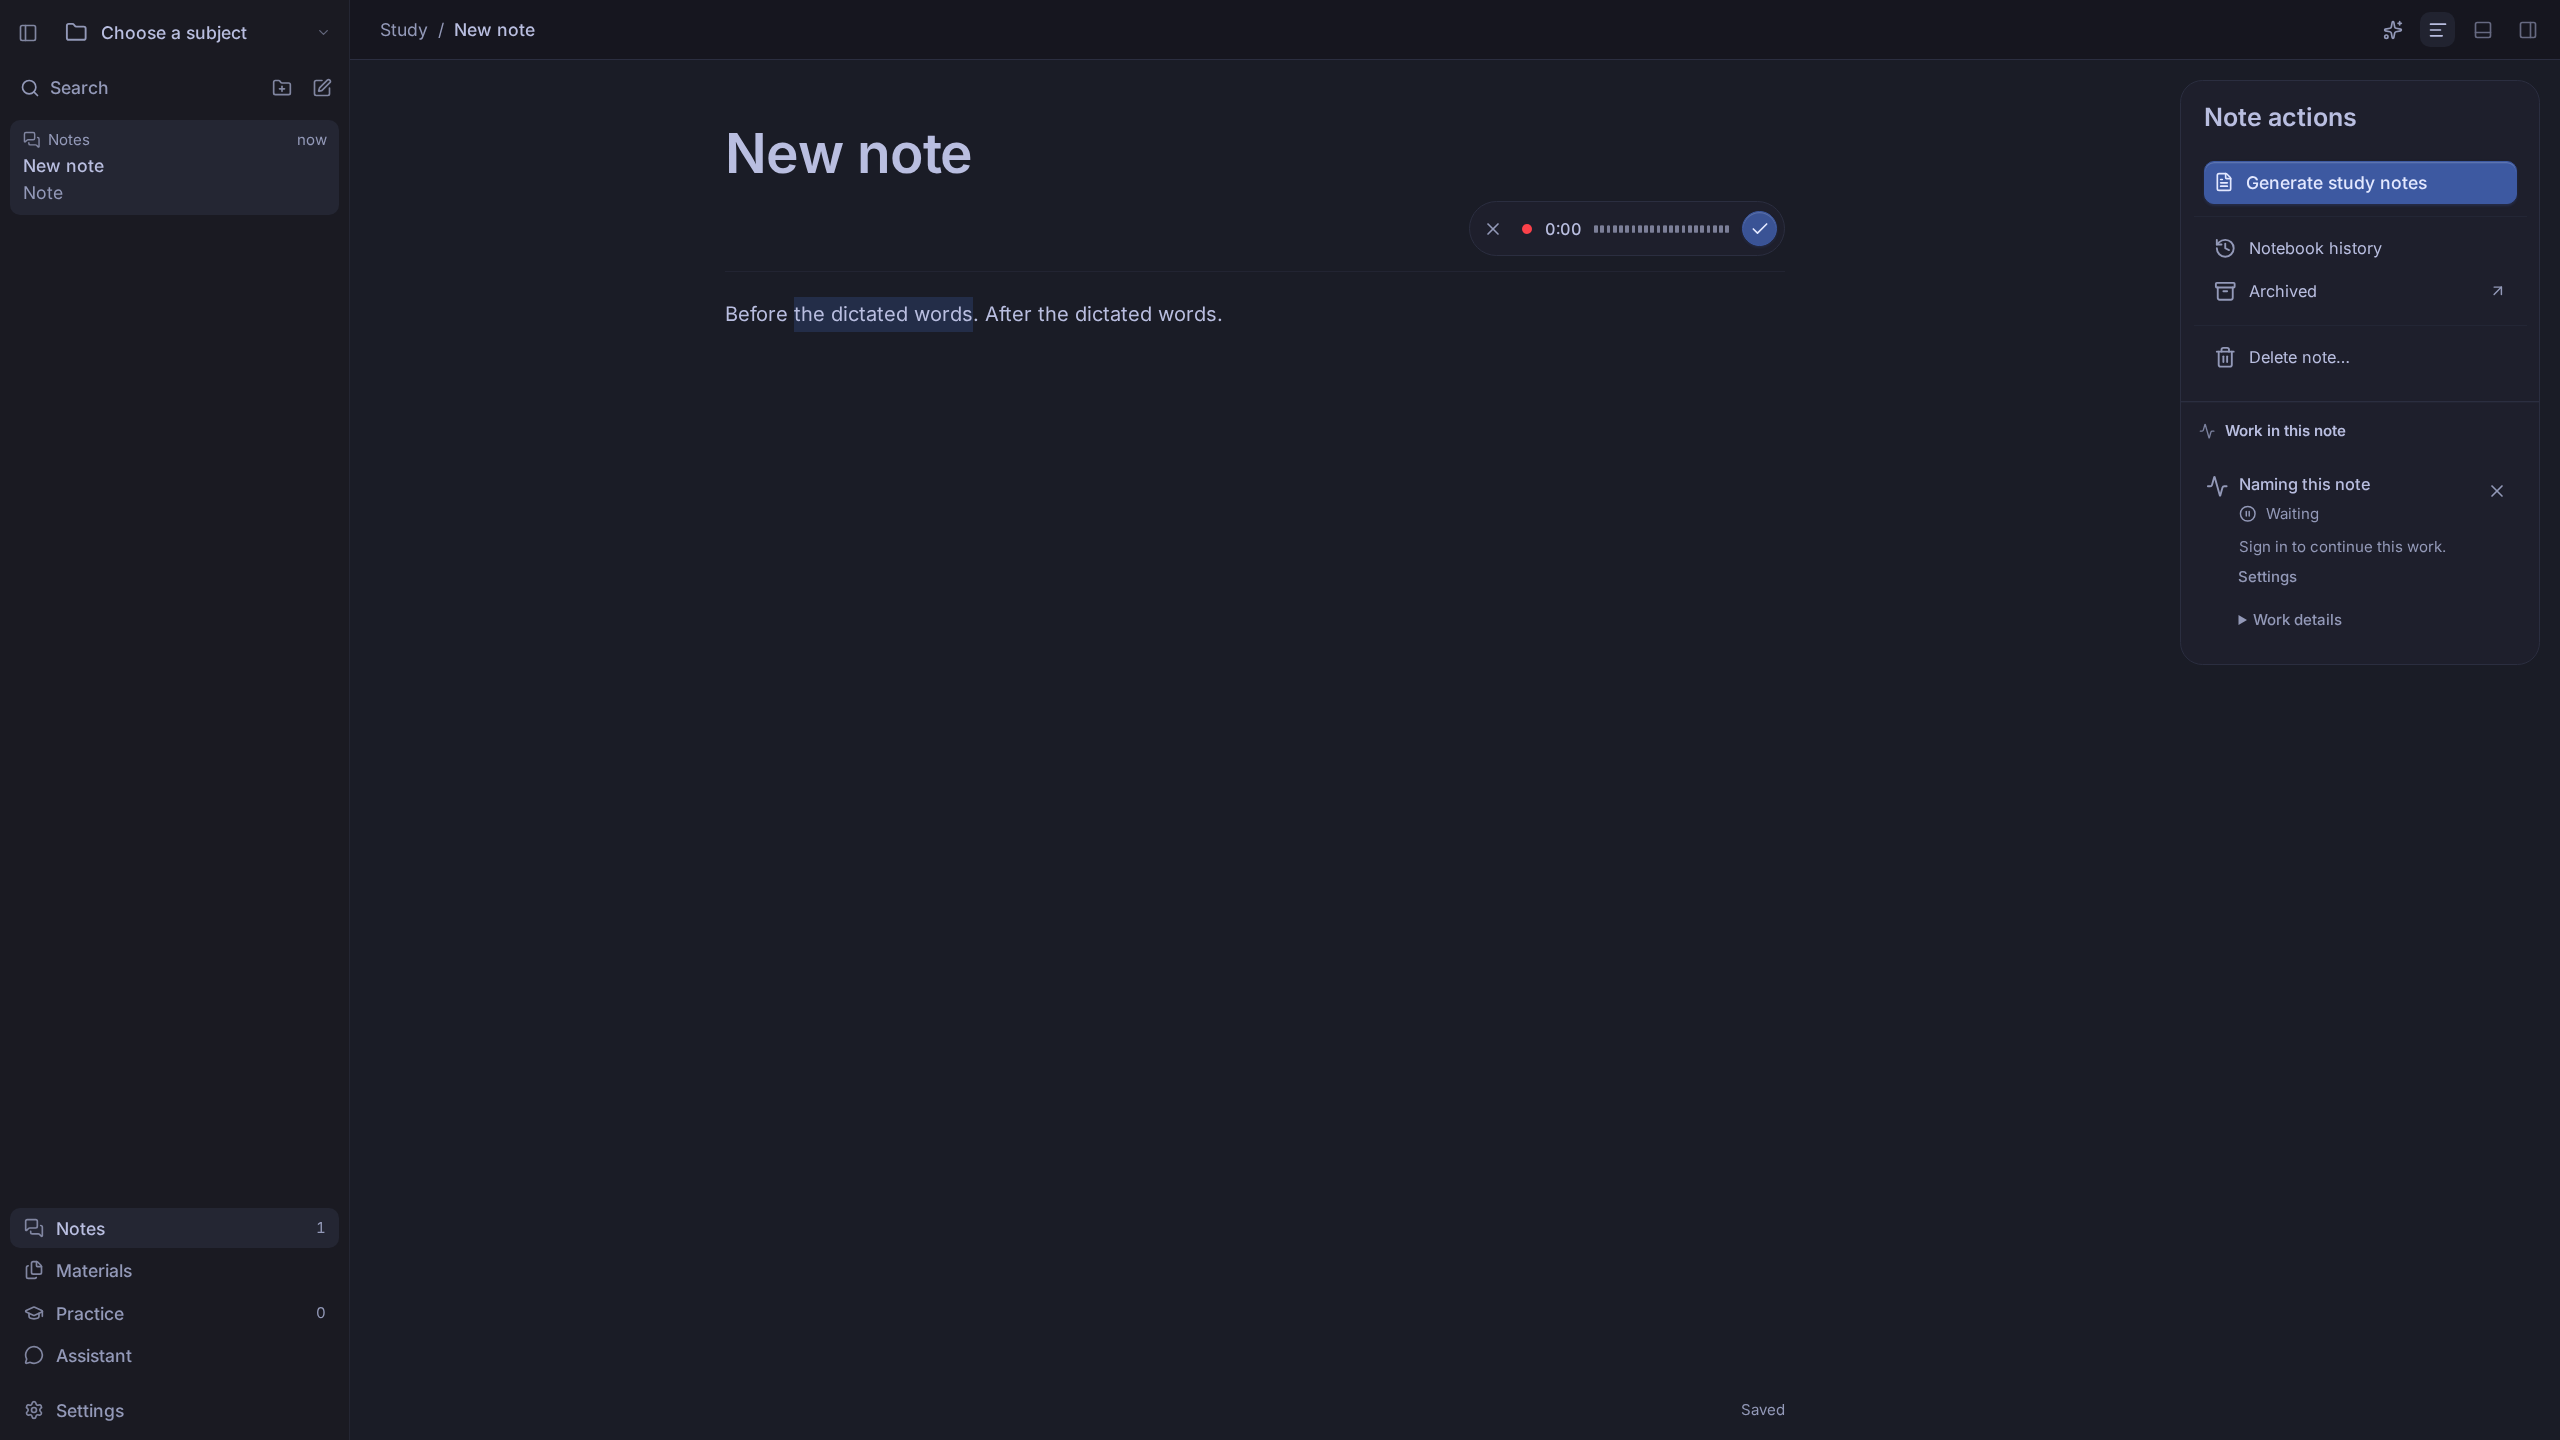 Choose a subject
Search
Notes now
New note
Note
Notes 1
Materials
Practice 0
Assistant
Settings
Study / New note
New note
0:00
Before the dictated words. After the dictated words.
Saved
Note actions
Generate study notes
Notebook history
Archived
Delete note...
Work in this note
Naming this note
Waiting
Sign in to continue this work.
Settings
Work details